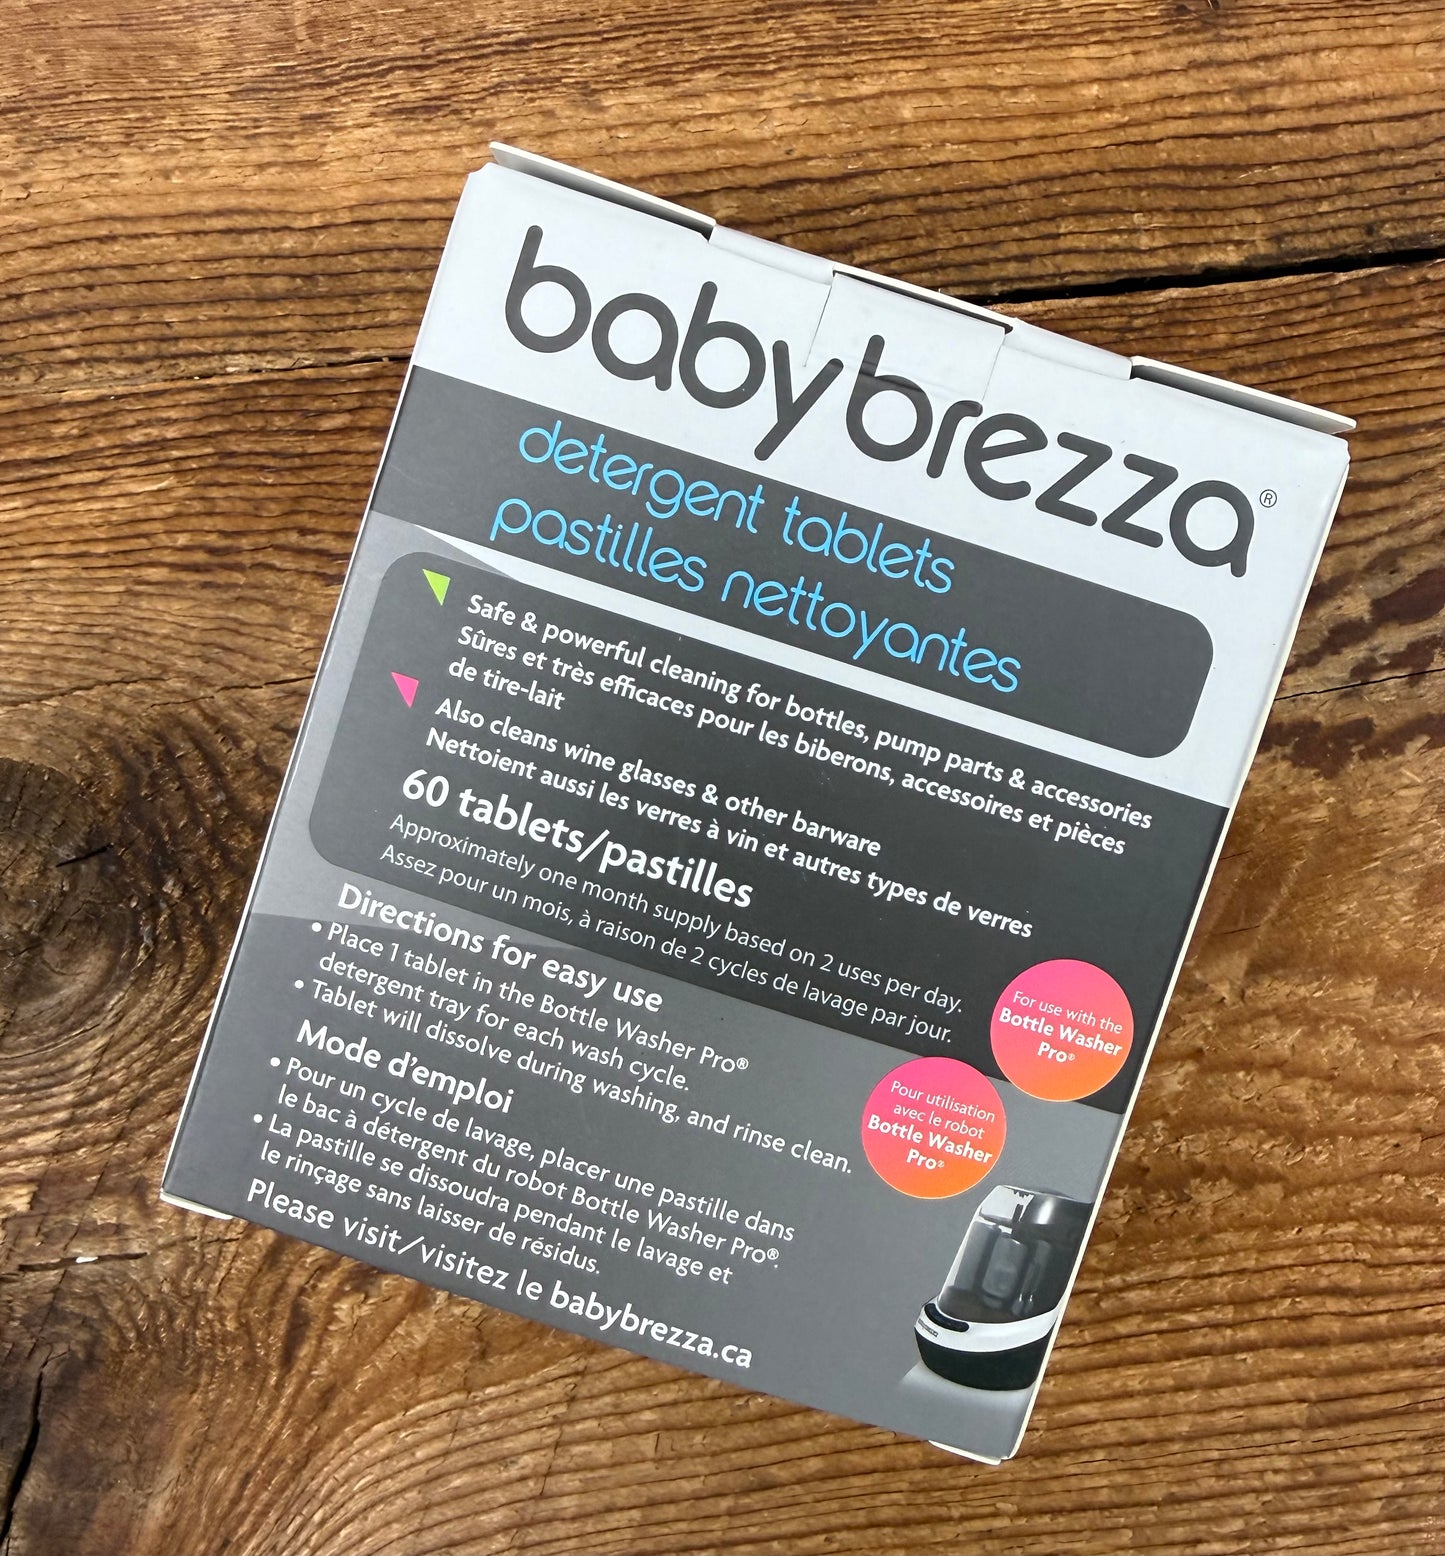 babybrezza®
detergent tablets
pastilles nettoyantes
Safe & powerful cleaning for bottles, pump parts & accessories
Sûres et très efficaces pour les biberons, accessoires et pièces
de tire-lait
Also cleans wine glasses & other barware
Nettoient aussi les verres à vin et autres types de verres
60 tablets/pastilles
Approximately one month supply based on 2 uses per day.
Assez pour un mois, à raison de 2 cycles de lavage par jour.
Directions for easy use
• Place 1 tablet in the Bottle Washer Pro®
detergent tray for each wash cycle.
• Tablet will dissolve during washing, and rinse clean.
Mode d'emploi
• Pour un cycle de lavage, placer une pastille dans
le bac à détergent du robot Bottle Washer Pro®.
• La pastille se dissoudra pendant le lavage et
le rinçage sans laisser de résidus.
Please visit/visitez le babybrezza.ca
For use with the
Bottle Washer
Pro®
Pour utilisation
avec le robot
Bottle Washer
Pro®